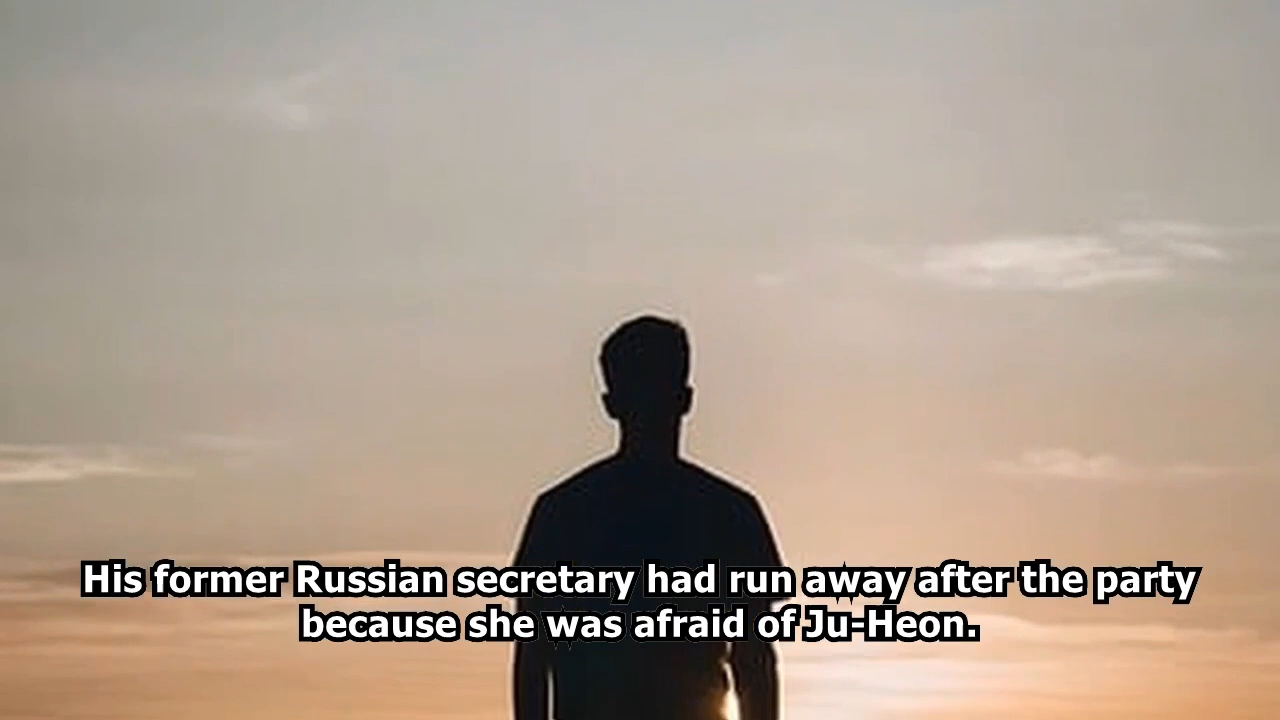 His former Russian secretary had run away after the party
because she was afraid of Ju-Heon.